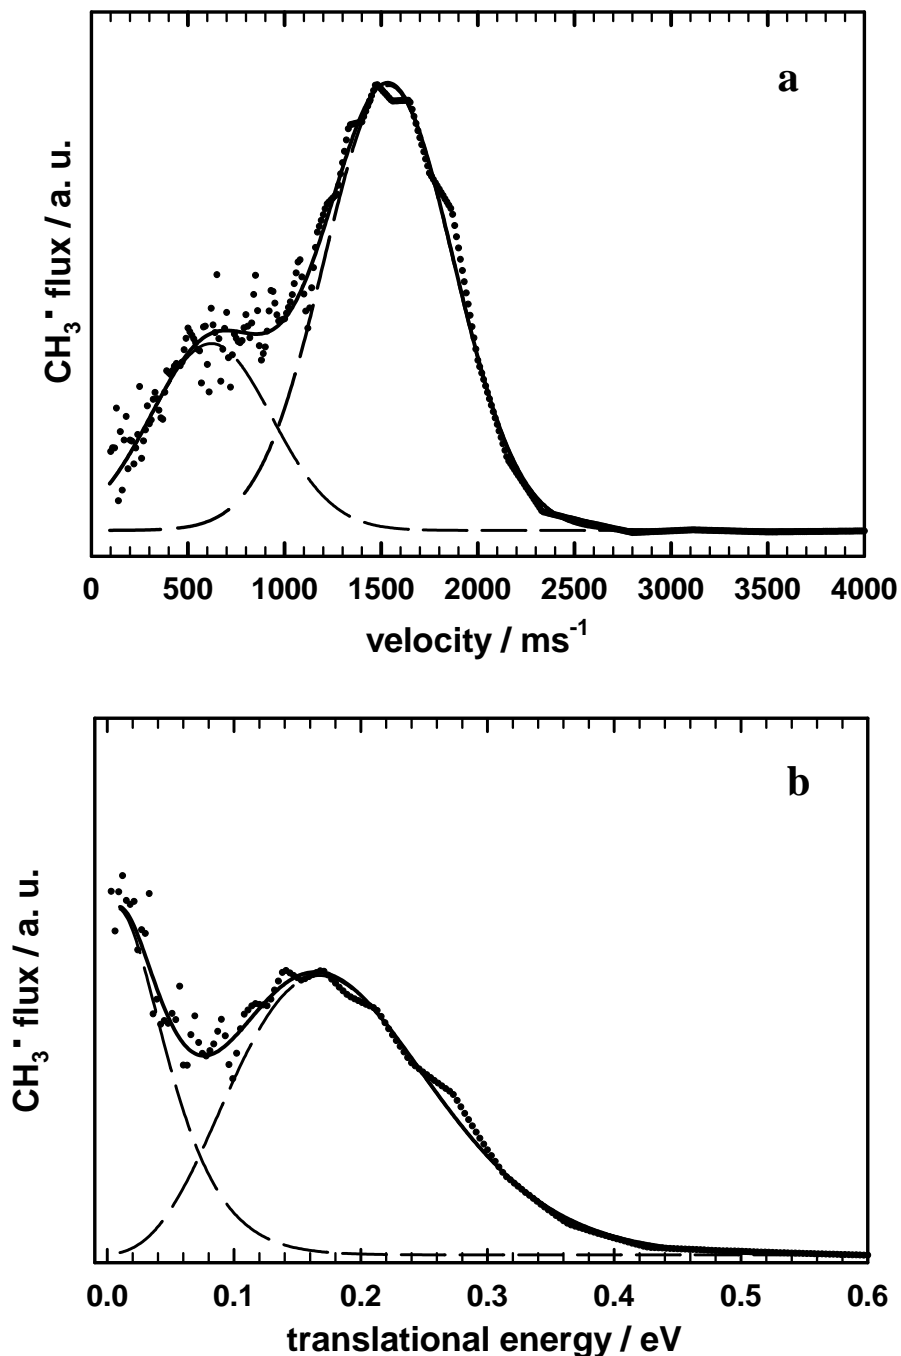 a
CH₃▪ flux / a. u.
0 500 1000 1500 2000 2500 3000 3500 4000
velocity / ms⁻¹
b
CH₃▪ flux / a. u.
0.0 0.1 0.2 0.3 0.4 0.5 0.6
translational energy / eV